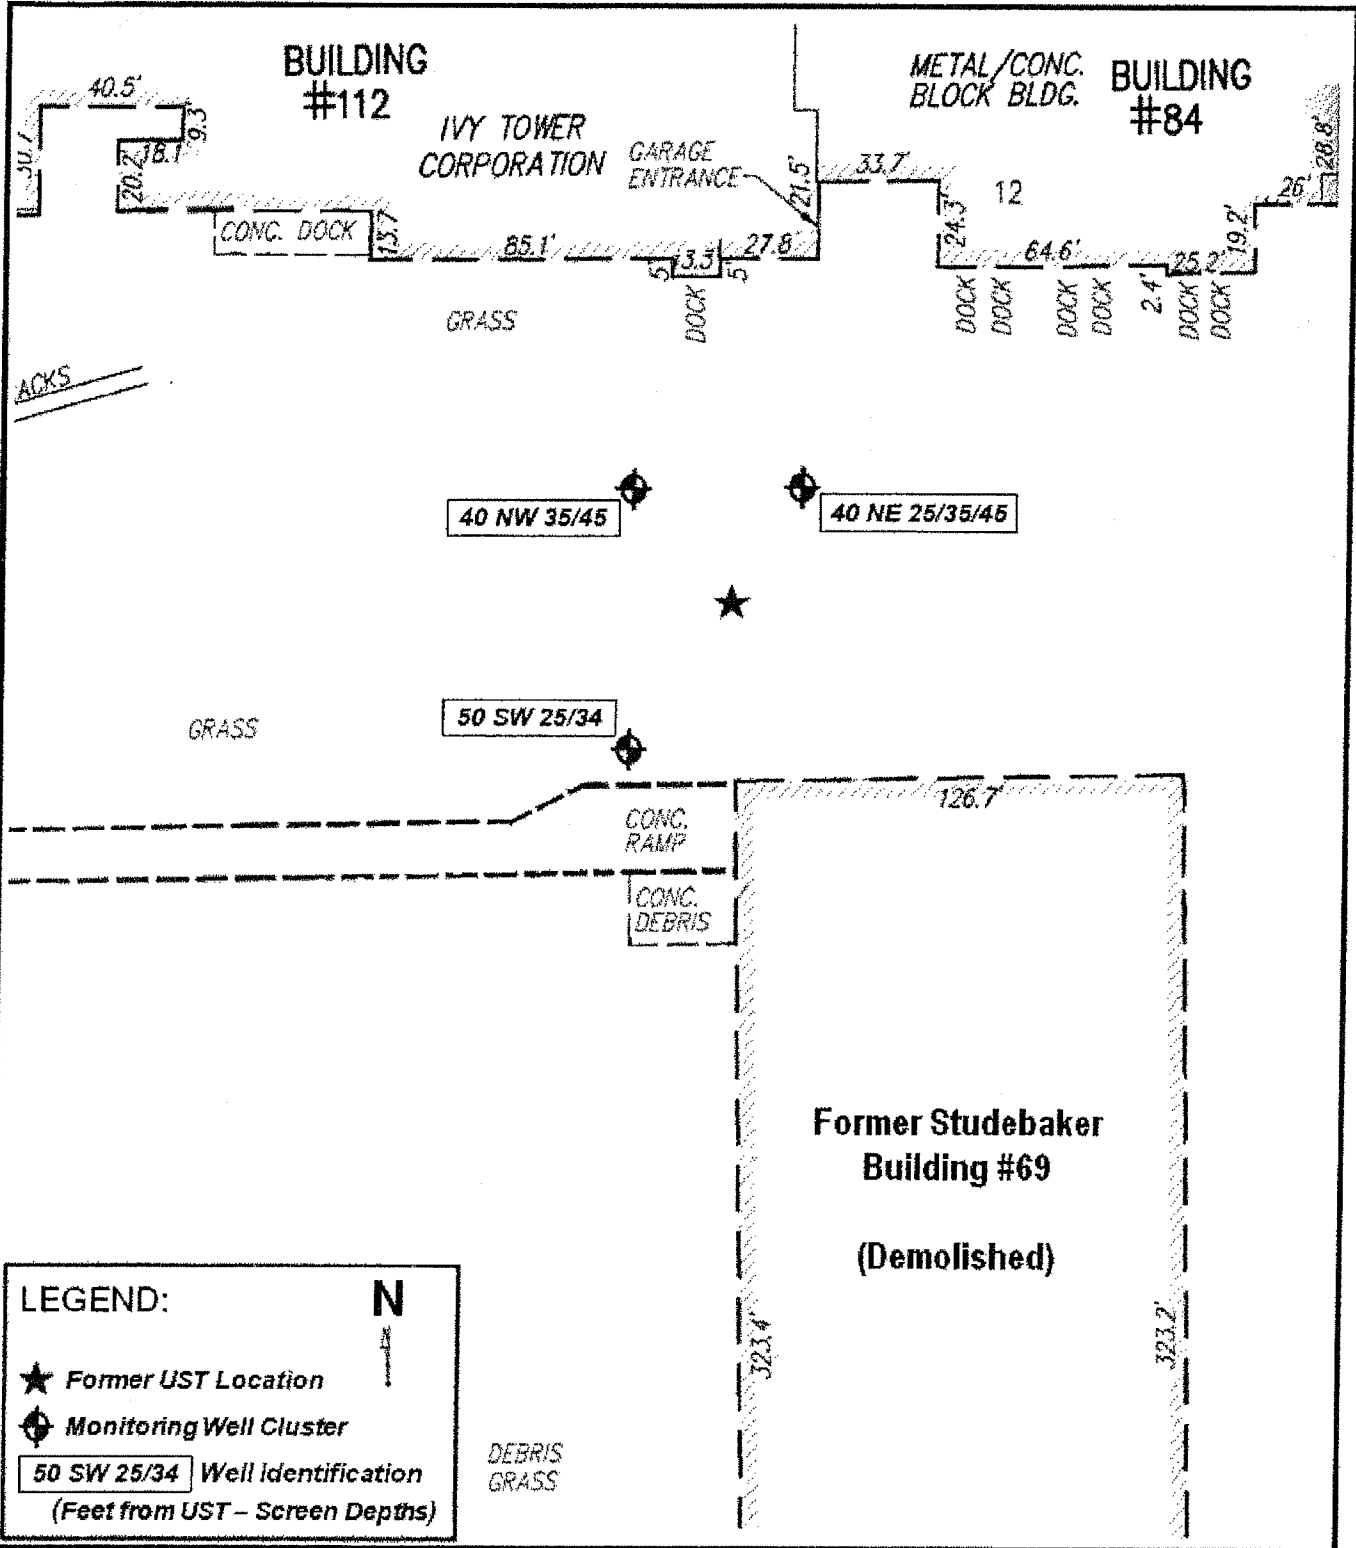 BUILDING
#112
IVY TOWER
CORPORATION
GARAGE
ENTRANCE
METAL/CONC.
BLOCK BLDG.
BUILDING
#84
12
40.5'
9.3'
18.1'
20.2'
CONC. DOCK
85.1'
5'
5'
27.8'
21.5'
33.7'
24.3'
64.6'
2.4'
25.2'
19.2'
26'
28.8'
DOCK
DOCK
DOCK
DOCK
DOCK
DOCK
DOCK
GRASS
ACKS
40 NW 35/45
40 NE 25/35/45
50 SW 25/34
GRASS
CONC.
RAMP
CONC.
DEBRIS
126.7'
Former Studebaker
Building #69
(Demolished)
323.4'
323.2'
DEBRIS
GRASS
LEGEND:
N
Former UST Location
Monitoring Well Cluster
50 SW 25/34 Well Identification
(Feet from UST – Screen Depths)